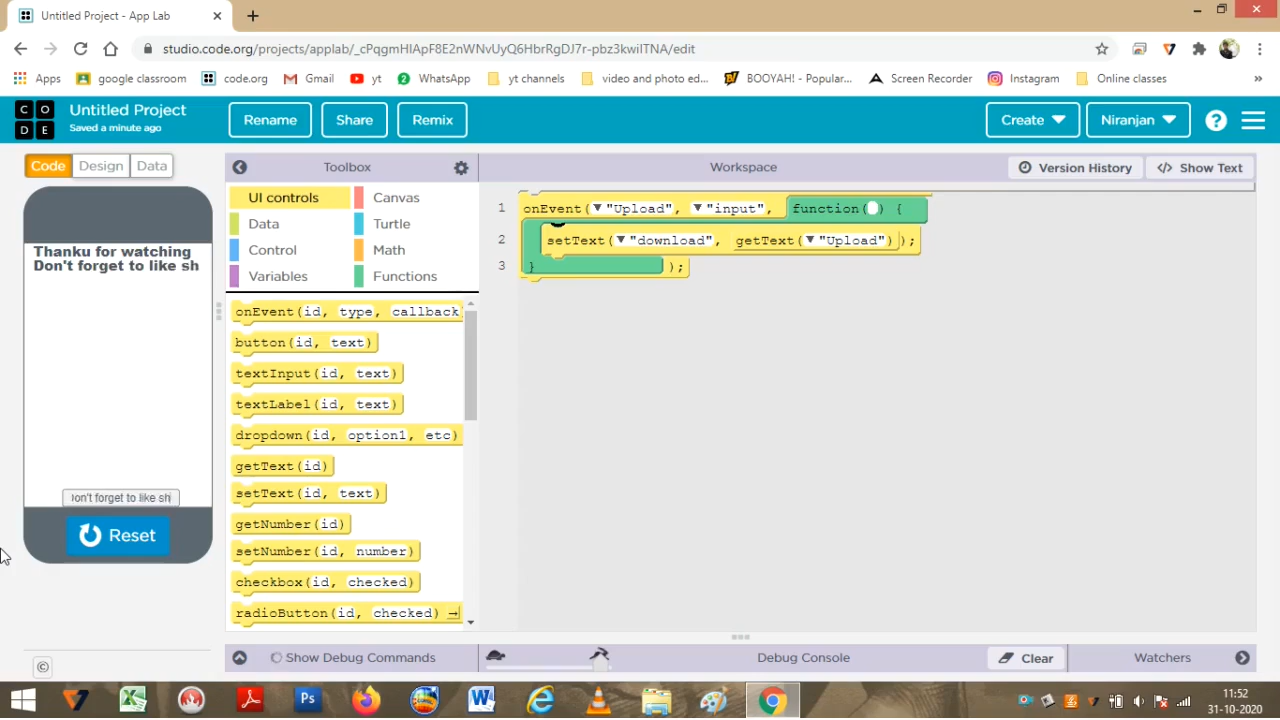 Untitled Project - App Lab
studio.code.org/projects/applab/_cPqgmHlApF8E2nWNvUyQ6HbrRgDJ7r-pbz3kwiITNA/edit
Apps google classroom code.org Gmail yt WhatsApp yt channels video and photo ed... BOOYAH! - Popular... Screen Recorder Instagram Online classes »
CO
DE
Untitled Project
Saved a minute ago
Rename Share Remix Create Niranjan ?
Code Design Data
Toolbox Workspace Version History </> Show Text
UI controls Canvas
Data Turtle
Control Math
Variables Functions
onEvent(id, type, callback
button(id, text)
textInput(id, text)
textLabel(id, text)
dropdown(id, option1, etc)
getText(id)
setText(id, text)
getNumber(id)
setNumber(id, number)
checkbox(id, checked)
radioButton(id, checked)
1 onEvent(▼"Upload", ▼"input", function( ) {
2 setText(▼"download", getText(▼"Upload"));
3 } );
Thanku for watching
Don't forget to like sh
on't forget to like sh
Reset
©
Show Debug Commands Debug Console Clear Watchers
11:52
31-10-2020